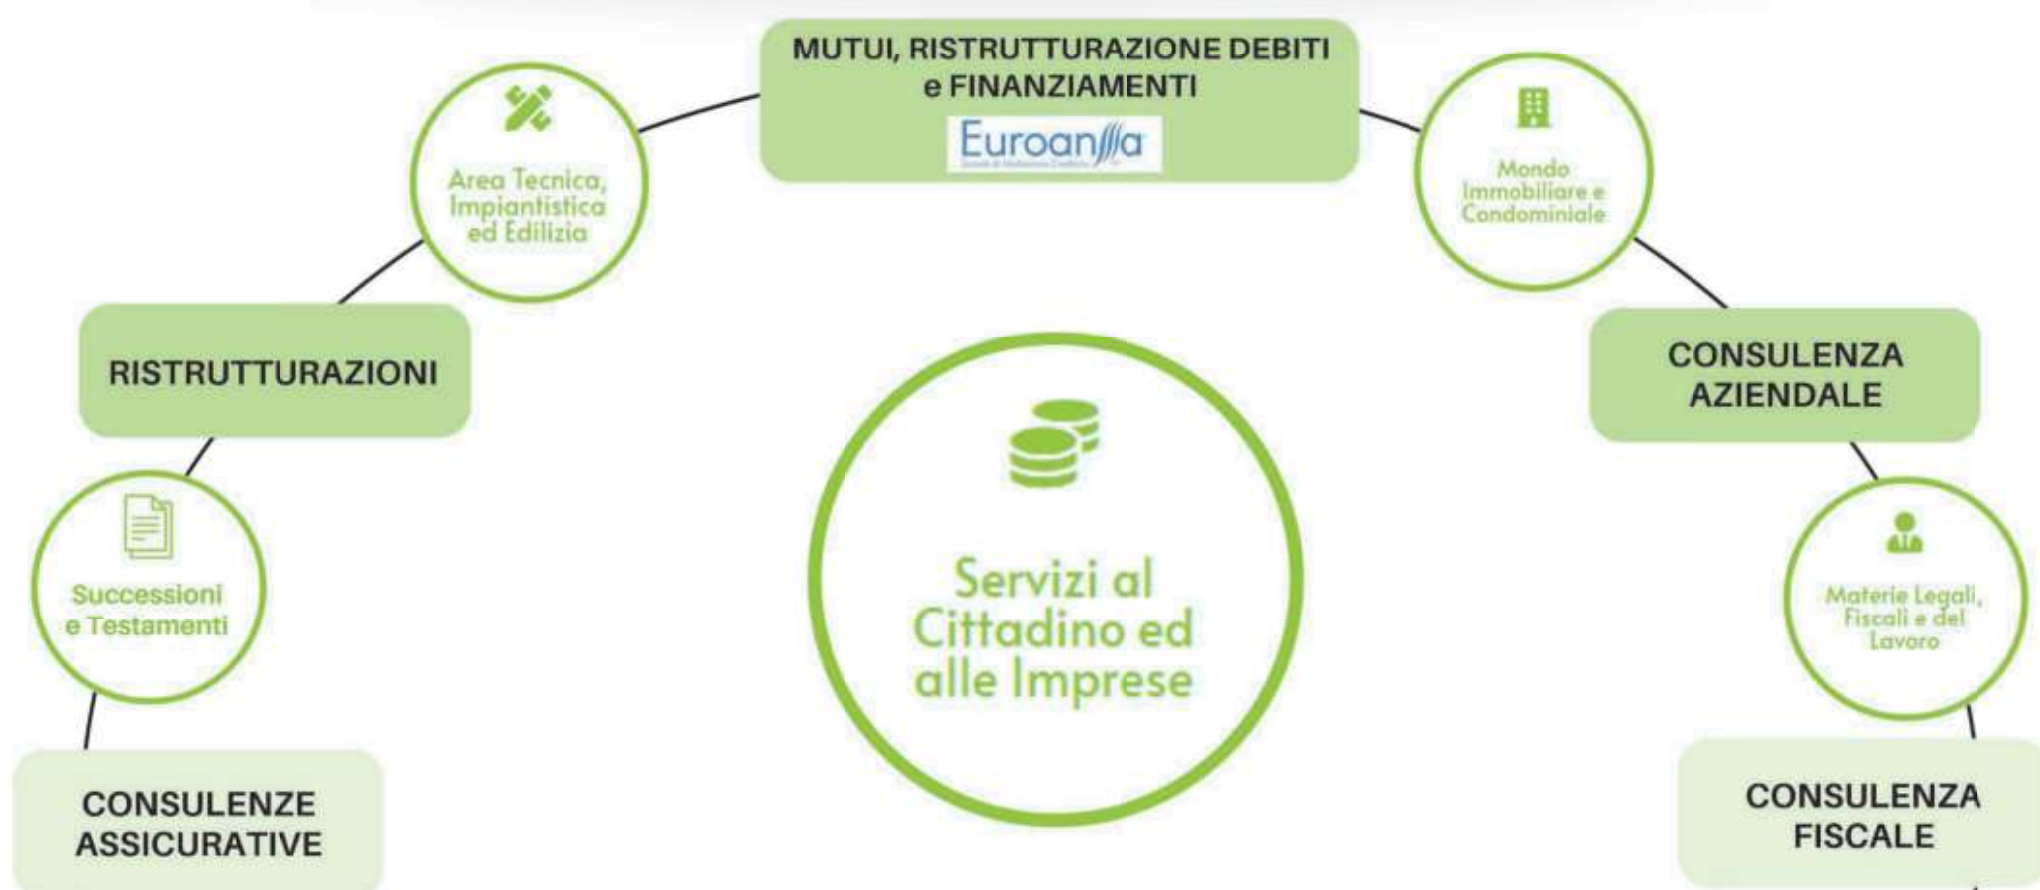 MUTUI, RISTRUTTURAZIONE DEBITI
e FINANZIAMENTI
Euroansa
Area Tecnica,
Impiantistica
ed Edilizia
Mondo
Immobiliare e
Condominiale
RISTRUTTURAZIONI
CONSULENZA
AZIENDALE
Servizi al
Cittadino ed
alle Imprese
Successioni
e Testamenti
Materie Legali,
Fiscali e del
Lavoro
CONSULENZE
ASSICURATIVE
CONSULENZA
FISCALE